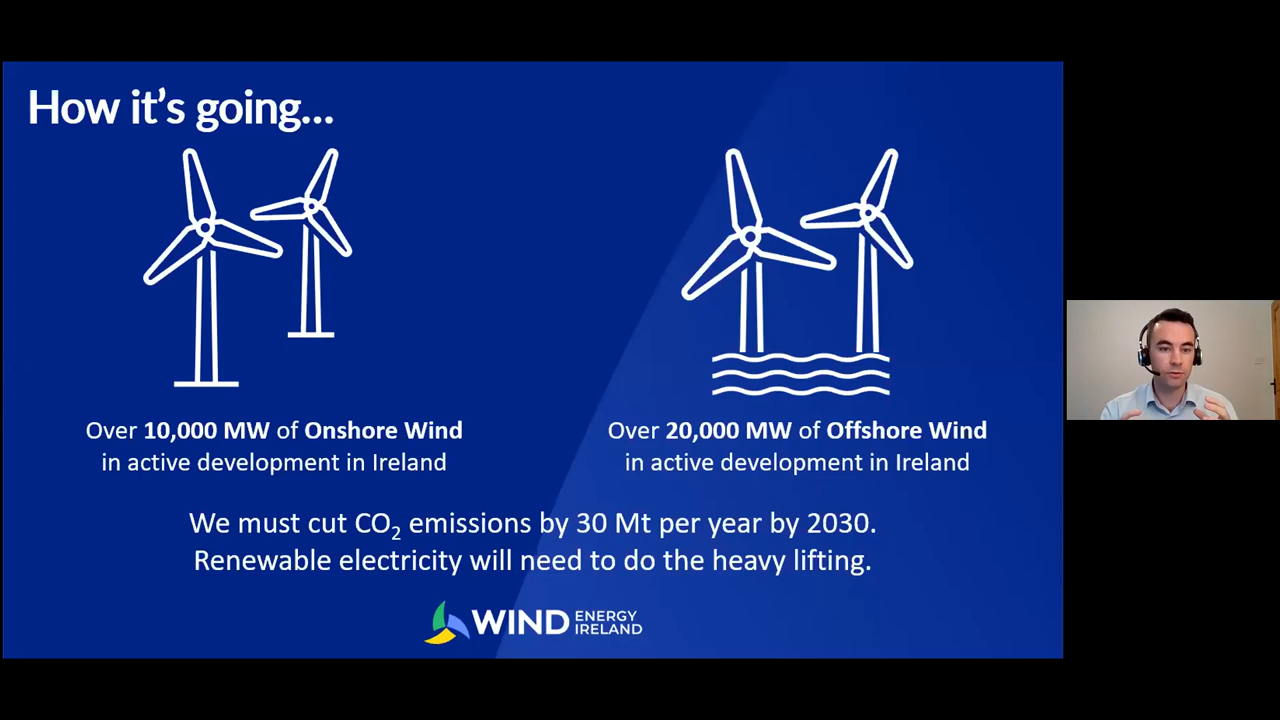 How it's going...
Over 10,000 MW of Onshore Wind
in active development in Ireland
Over 20,000 MW of Offshore Wind
in active development in Ireland
We must cut CO₂ emissions by 30 Mt per year by 2030.
Renewable electricity will need to do the heavy lifting.
WIND ENERGY
IRELAND